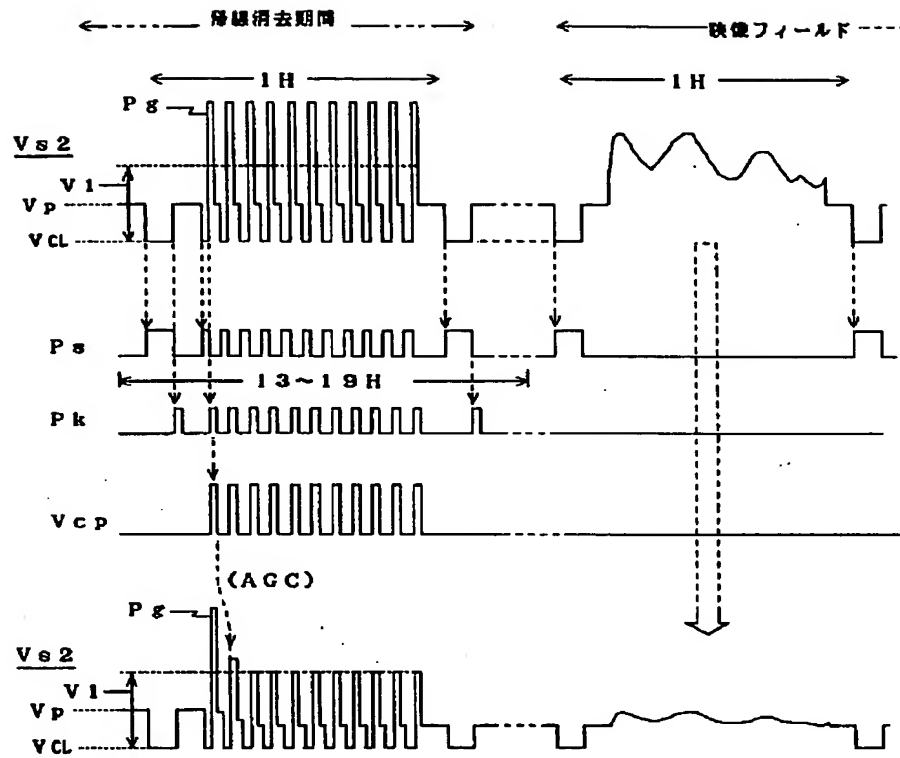 帰線消去期間
映像フィールド
1H
1H
Pg
Vs2
V1
Vp
VCL
Ps
13~19H
Pk
Vcp
(AGC)
Pg
Vs2
V1
Vp
VCL